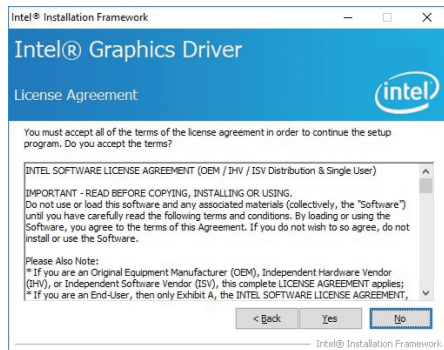 Intel® Installation Framework
Intel® Graphics Driver
License Agreement
intel
You must accept all of the terms of the license agreement in order to continue the setup
program. Do you accept the terms?
INTEL SOFTWARE LICENSE AGREEMENT (OEM / IHV / ISV Distribution & Single User)
IMPORTANT - READ BEFORE COPYING, INSTALLING OR USING.
Do not use or load this software and any associated materials (collectively, the "Software")
until you have carefully read the following terms and conditions. By loading or using the
Software, you agree to the terms of this Agreement. If you do not wish to so agree, do not
install or use the Software.
Please Also Note:
* If you are an Original Equipment Manufacturer (OEM), Independent Hardware Vendor
(IHV), or Independent Software Vendor (ISV), this complete LICENSE AGREEMENT applies;
* If you are an End-User, then only Exhibit A, the INTEL SOFTWARE LICENSE AGREEMENT,
< Back Yes No
Intel® Installation Framework